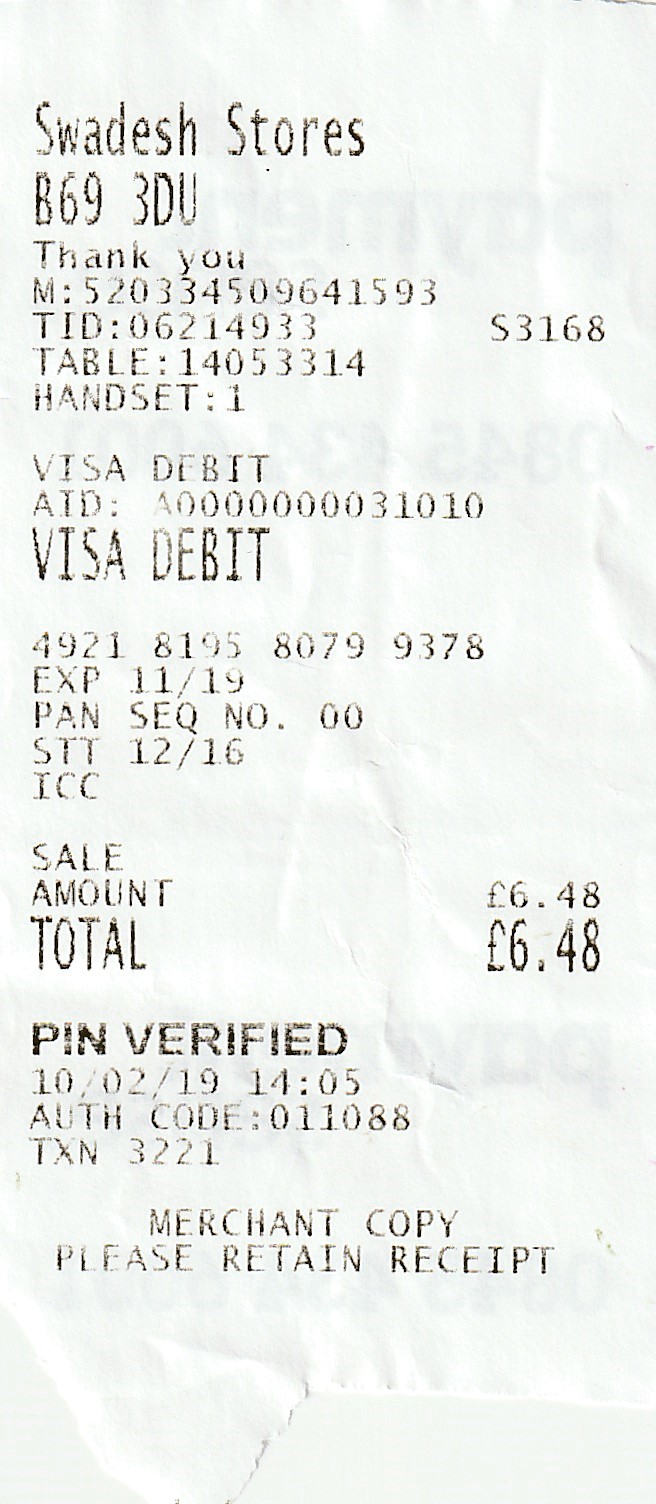 Swadesh Stores
B69 3DU
Thank you
M:520334509641593
TID:06214933 S3168
TABLE:14053314
HANDSET:1
VISA DEBIT
AID: A0000000031010
VISA DEBIT
4921 8195 8079 9378
EXP 11/19
PAN SEQ NO. 00
STT 12/16
ICC
SALE
AMOUNT £6.48
TOTAL £6.48
PIN VERIFIED
10/02/19 14:05
AUTH CODE:011088
TXN 3221
MERCHANT COPY
PLEASE RETAIN RECEIPT